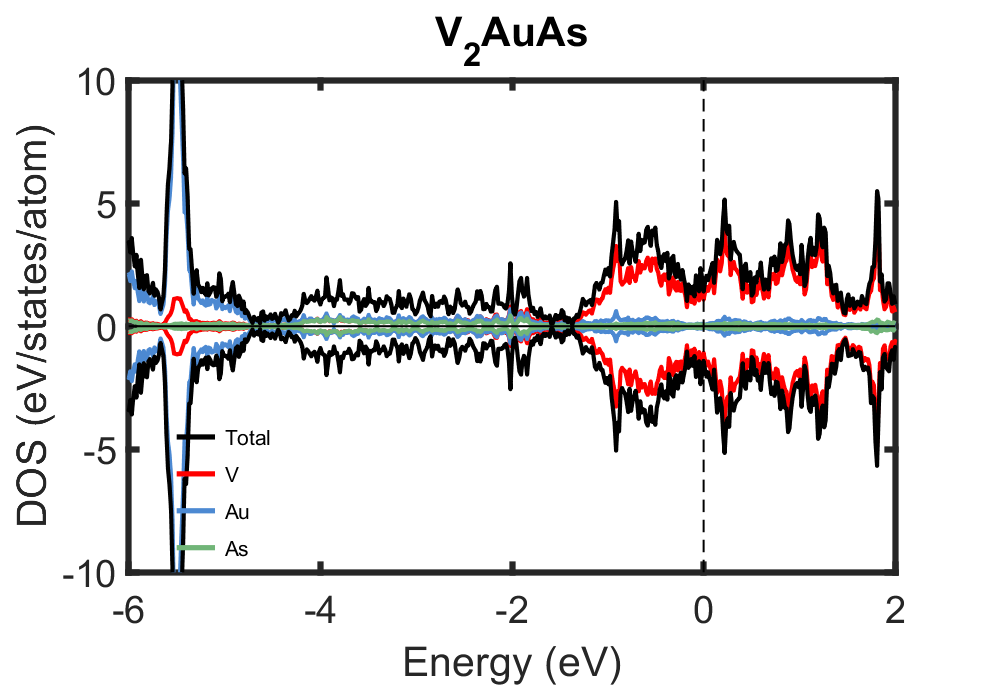 V₂AuAs
10
5
0
-5
-10
DOS (eV/states/atom)
Total
V
Au
As
-6 -4 -2 0 2
Energy (eV)